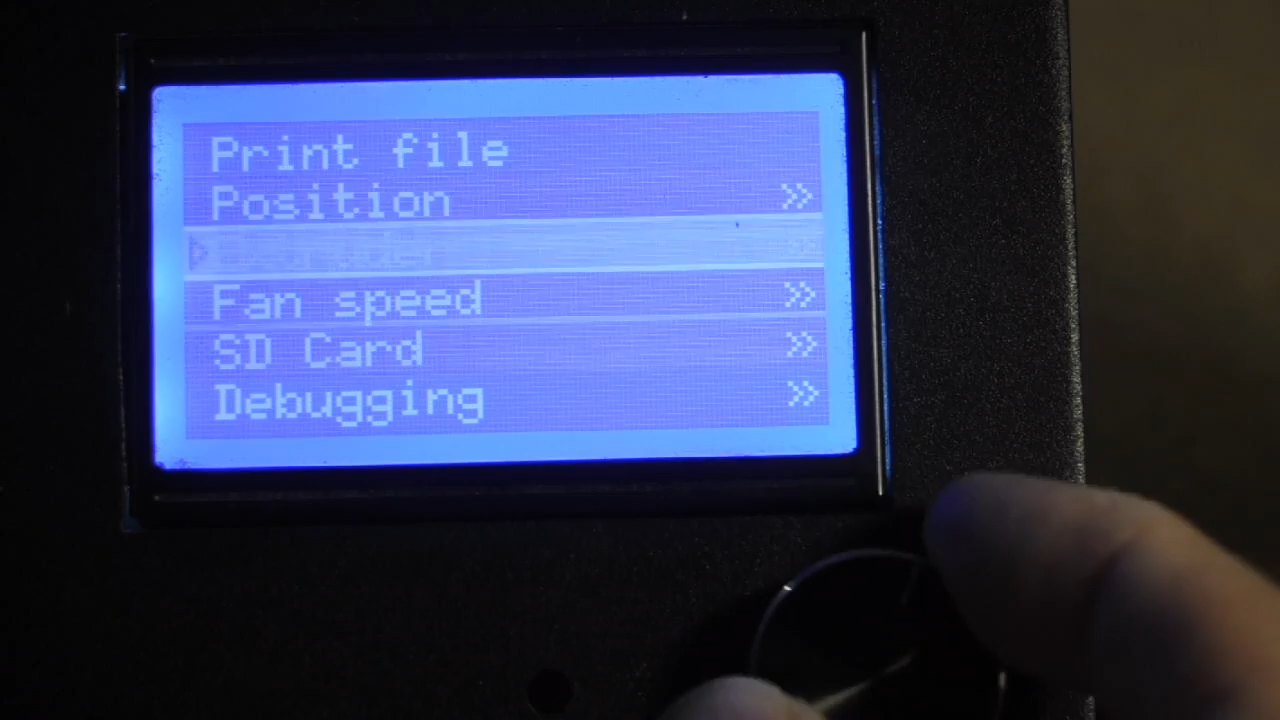 Print file
Position »
Fan speed »
SD Card »
Debugging »